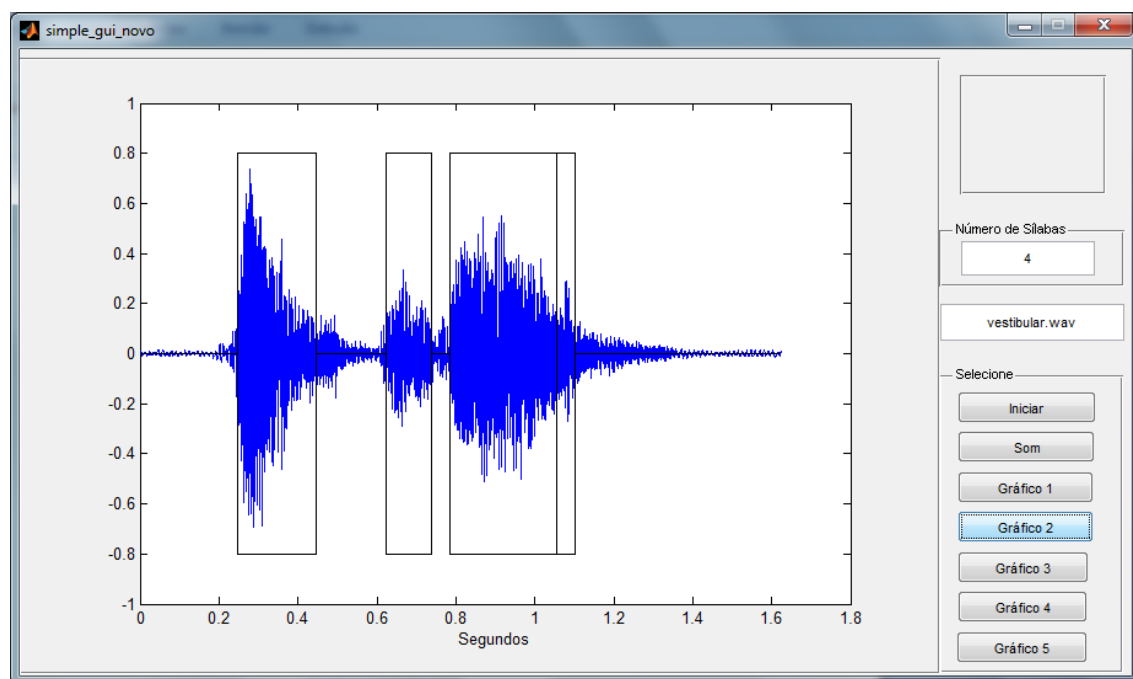 simple_gui_novo
1
0.8
0.6
0.4
0.2
0
-0.2
-0.4
-0.6
-0.8
-1
0 0.2 0.4 0.6 0.8 1 1.2 1.4 1.6 1.8
Segundos
Número de Sílabas
4
vestibular.wav
Selecione
Iniciar
Som
Gráfico 1
Gráfico 2
Gráfico 3
Gráfico 4
Gráfico 5